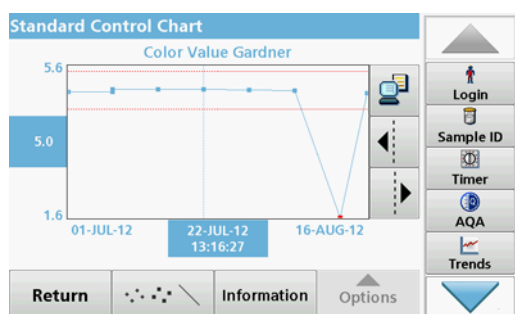 Standard Control Chart
Color Value Gardner
5.6
5.0
1.6
01-JUL-12
22-JUL-12
13:16:27
16-AUG-12
Return
Information
Options
Login
Sample ID
Timer
AQA
Trends